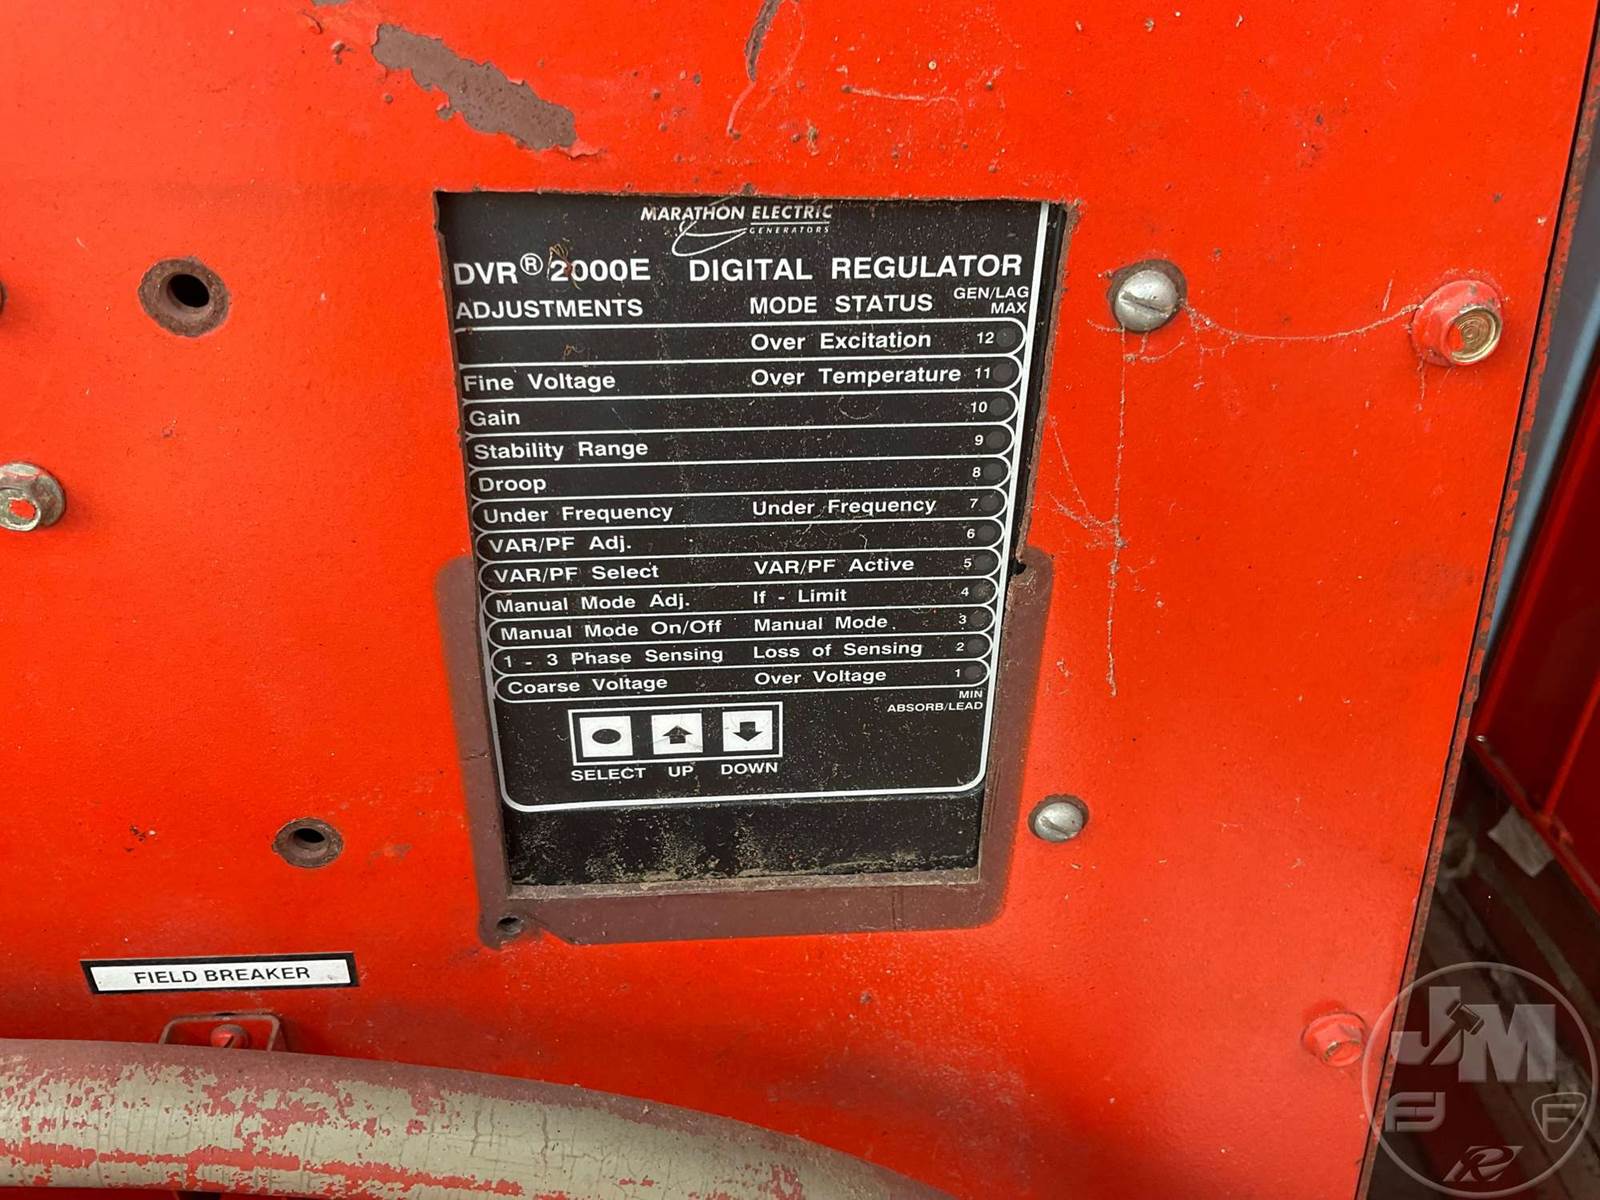 MARATHON ELECTRIC
GENERATORS
DVR® 2000E DIGITAL REGULATOR
ADJUSTMENTS MODE STATUS GEN/LAG MAX
Over Excitation 12
Fine Voltage Over Temperature 11
Gain 10
Stability Range 9
Droop 8
Under Frequency Under Frequency 7
VAR/PF Adj. 6
VAR/PF Select VAR/PF Active 5
Manual Mode Adj. If - Limit 4
Manual Mode On/Off Manual Mode 3
1 - 3 Phase Sensing Loss of Sensing 2
Coarse Voltage Over Voltage 1
MIN
ABSORB/LEAD
SELECT UP DOWN
FIELD BREAKER
JM